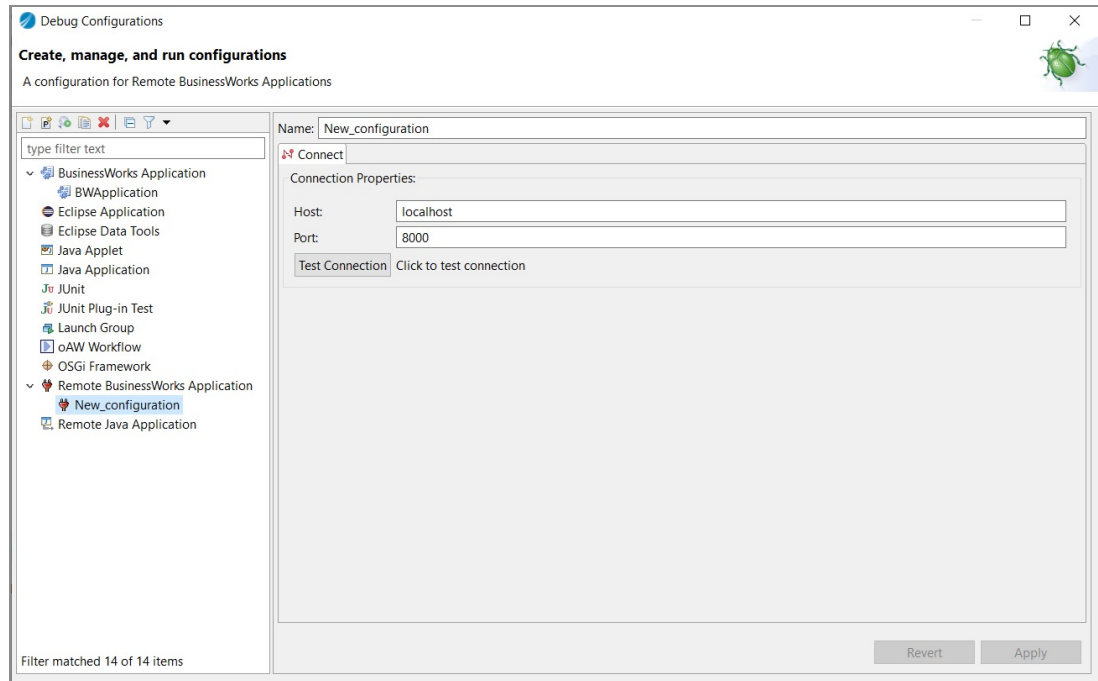 Debug Configurations
Create, manage, and run configurations
A configuration for Remote BusinessWorks Applications
type filter text
BusinessWorks Application
BWApplication
Eclipse Application
Eclipse Data Tools
Java Applet
Java Application
JUnit
JUnit Plug-in Test
Launch Group
oAW Workflow
OSGi Framework
Remote BusinessWorks Application
New_configuration
Remote Java Application
Filter matched 14 of 14 items
Name: New_configuration
Connect
Connection Properties:
Host: localhost
Port: 8000
Test Connection Click to test connection
Revert Apply